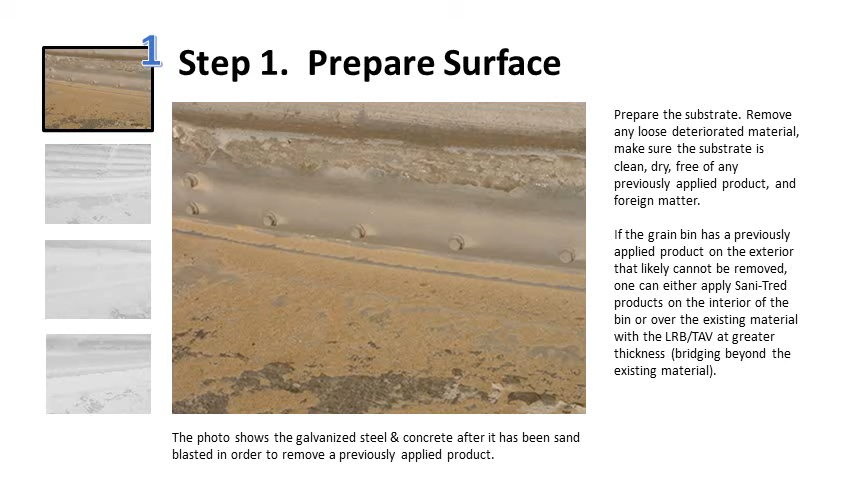 1
Step 1. Prepare Surface
Prepare the substrate. Remove
any loose deteriorated material,
make sure the substrate is
clean, dry, free of any
previously applied product, and
foreign matter.
If the grain bin has a previously
applied product on the exterior
that likely cannot be removed,
one can either apply Sani-Tred
products on the interior of the
bin or over the existing material
with the LRB/TAV at greater
thickness (bridging beyond the
existing material).
The photo shows the galvanized steel & concrete after it has been sand
blasted in order to remove a previously applied product.